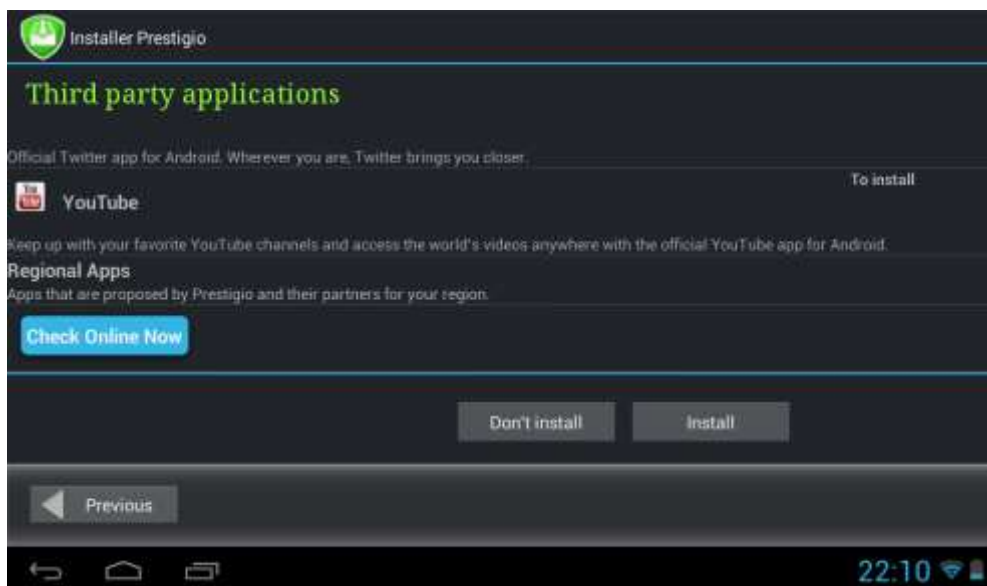 Installer Prestigio
Third party applications
Official Twitter app for Android. Wherever you are, Twitter brings you closer.
To install
YouTube
Keep up with your favorite YouTube channels and access the world's videos anywhere with the official YouTube app for Android.
Regional Apps
Apps that are proposed by Prestigio and their partners for your region.
Check Online Now
Don't install Install
Previous
22:10